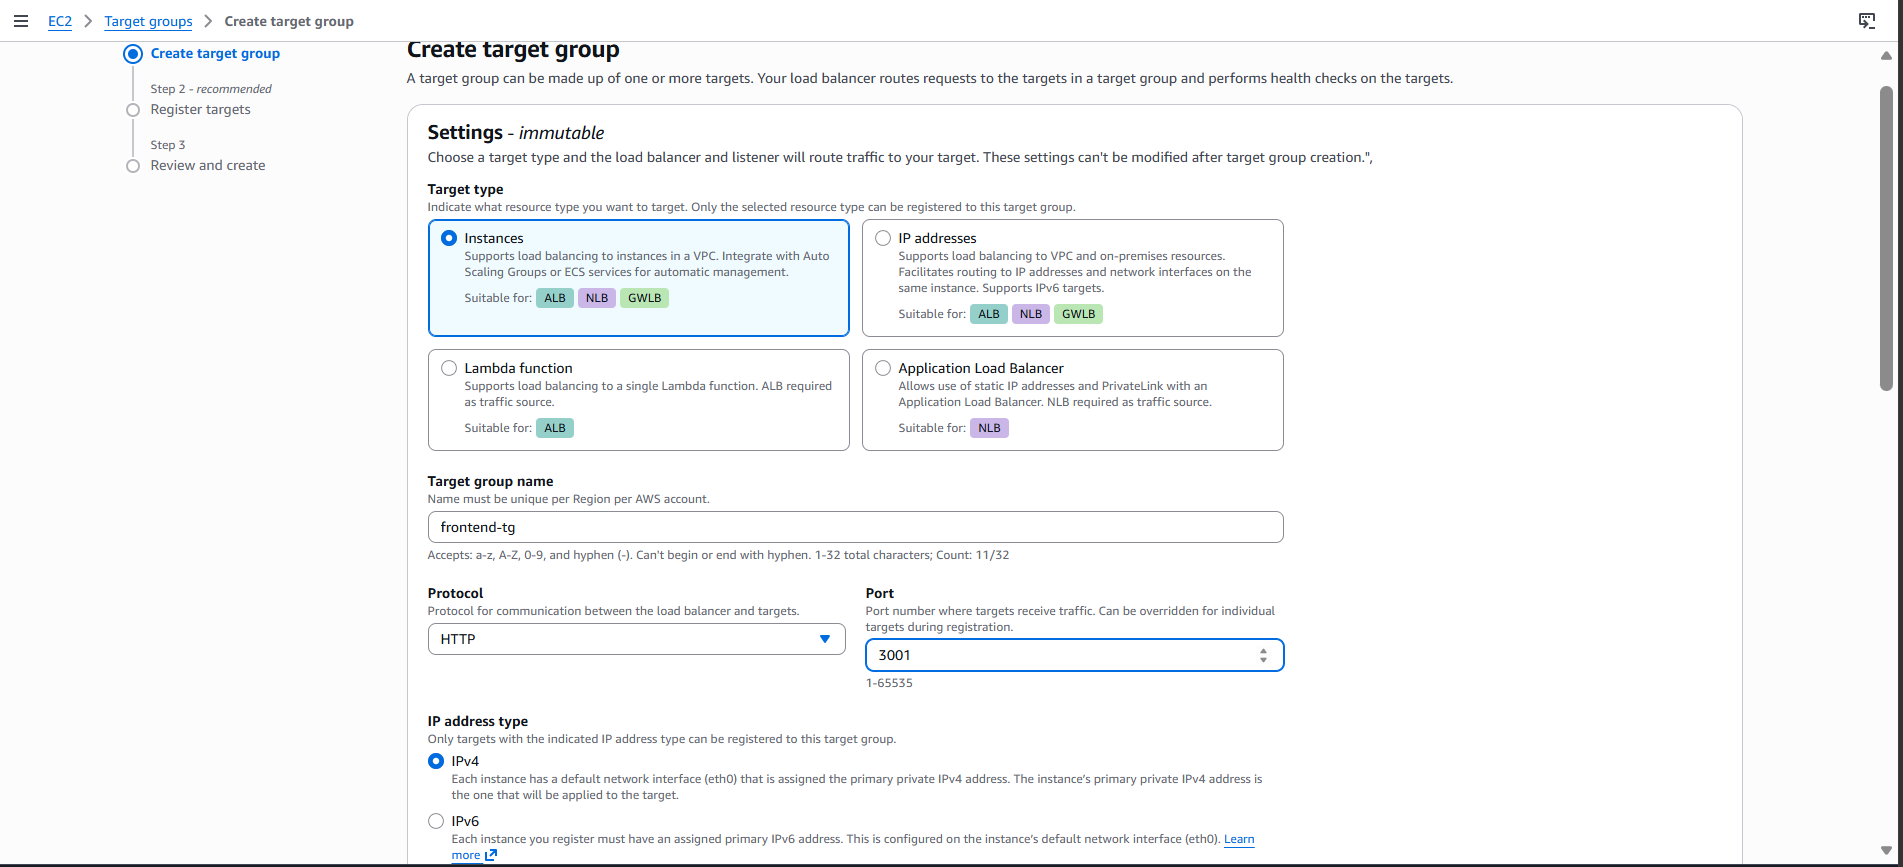 EC2 > Target groups > Create target group
Create target group
Step 2 - recommended
Register targets
Step 3
Review and create
Create target group
A target group can be made up of one or more targets. Your load balancer routes requests to the targets in a target group and performs health checks on the targets.
Settings - immutable
Choose a target type and the load balancer and listener will route traffic to your target. These settings can't be modified after target group creation.",
Target type
Indicate what resource type you want to target. Only the selected resource type can be registered to this target group.
Instances
Supports load balancing to instances in a VPC. Integrate with Auto
Scaling Groups or ECS services for automatic management.
Suitable for: ALB NLB GWLB
IP addresses
Supports load balancing to VPC and on-premises resources.
Facilitates routing to IP addresses and network interfaces on the
same instance. Supports IPv6 targets.
Suitable for: ALB NLB GWLB
Lambda function
Supports load balancing to a single Lambda function. ALB required
as traffic source.
Suitable for: ALB
Application Load Balancer
Allows use of static IP addresses and PrivateLink with an
Application Load Balancer. NLB required as traffic source.
Suitable for: NLB
Target group name
Name must be unique per Region per AWS account.
frontend-tg
Accepts: a-z, A-Z, 0-9, and hyphen (-). Can't begin or end with hyphen. 1-32 total characters; Count: 11/32
Protocol
Protocol for communication between the load balancer and targets.
HTTP
Port
Port number where targets receive traffic. Can be overridden for individual
targets during registration.
3001
1-65535
IP address type
Only targets with the indicated IP address type can be registered to this target group.
IPv4
Each instance has a default network interface (eth0) that is assigned the primary private IPv4 address. The instance's primary private IPv4 address is
the one that will be applied to the target.
IPv6
Each instance you register must have an assigned primary IPv6 address. This is configured on the instance's default network interface (eth0). Learn
more